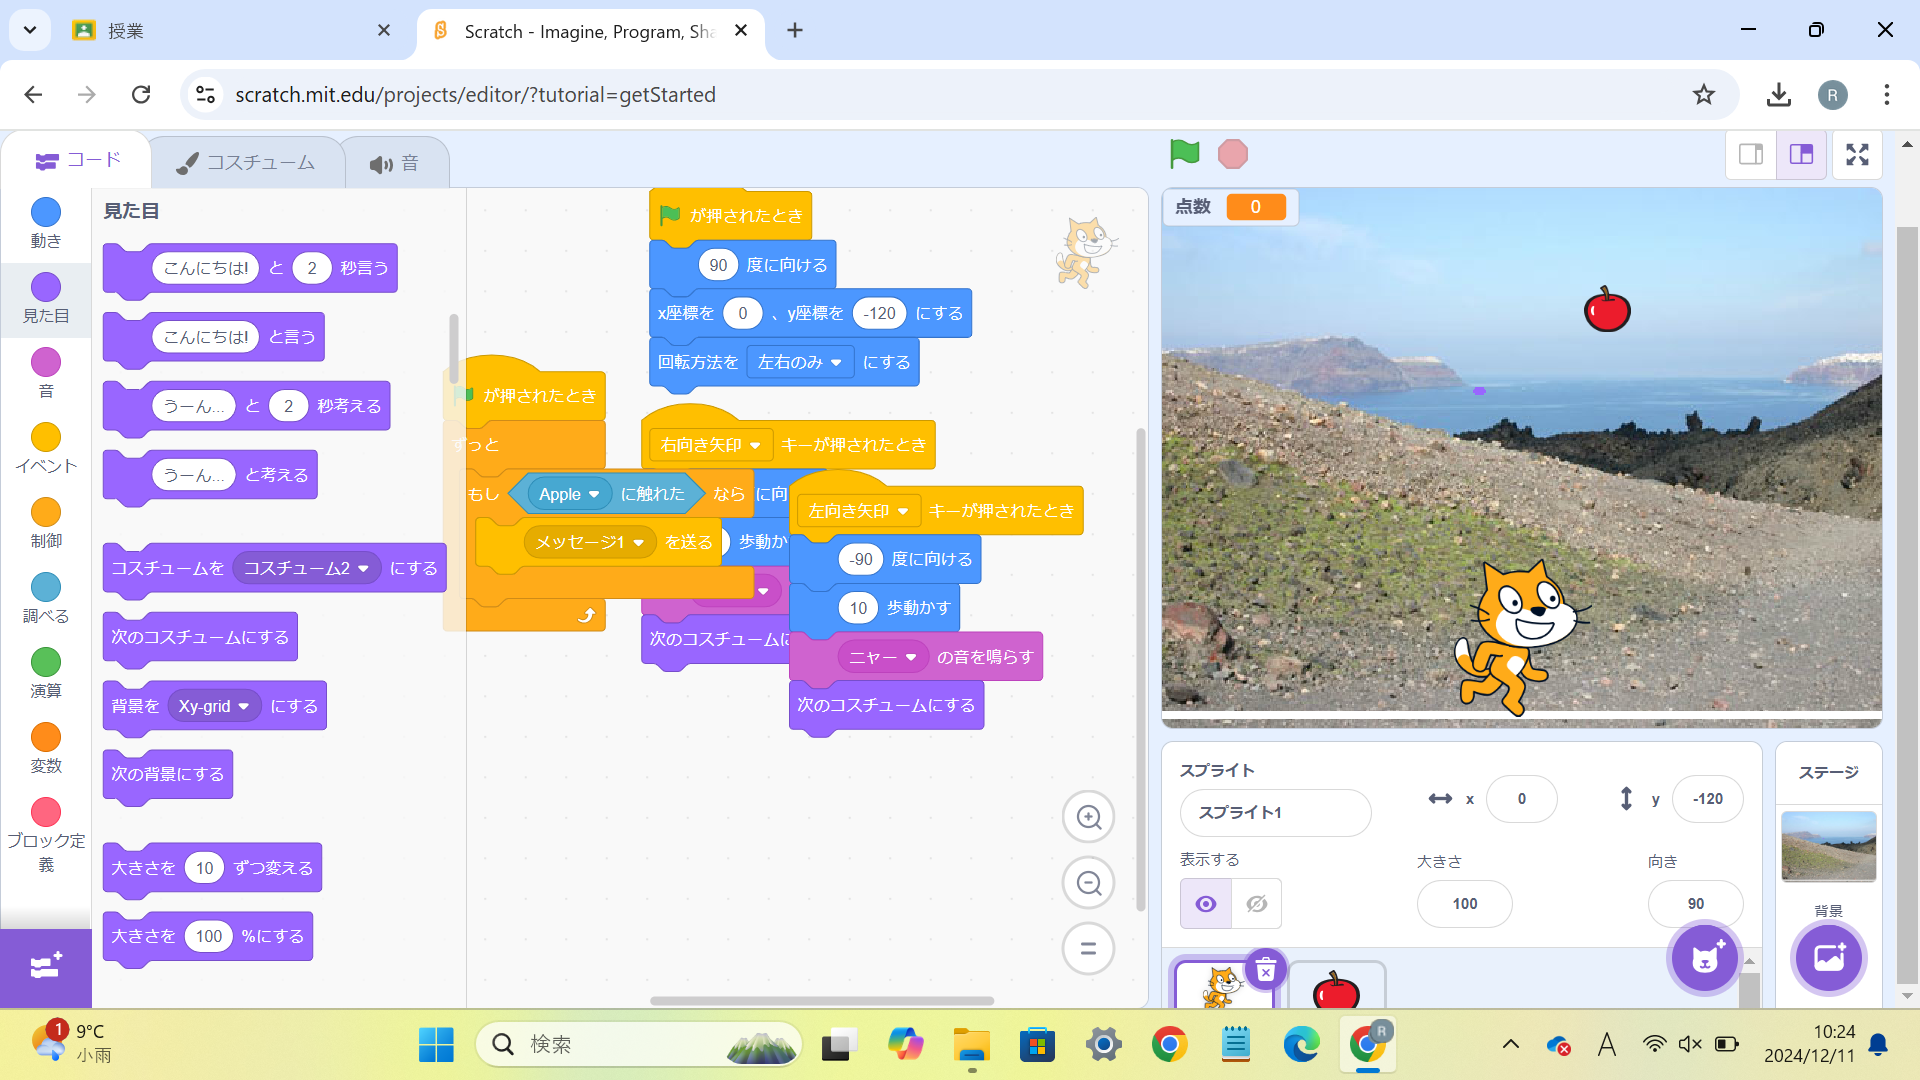 授業
Scratch - Imagine, Program, Sha
scratch.mit.edu/projects/editor/?tutorial=getStarted
R
コード
コスチューム
音
動き
見た目
音
イベント
制御
調べる
演算
変数
ブロック定
義
見た目
こんにちは! と 2 秒言う
こんにちは! と言う
うーん... と 2 秒考える
うーん... と考える
コスチュームを コスチューム2 にする
次のコスチュームにする
背景を Xy-grid にする
次の背景にする
大きさを 10 ずつ変える
大きさを 100 %にする
が押されたとき
90 度に向ける
x座標を 0 、y座標を -120 にする
回転方法を 左右のみ にする
が押されたとき
ずっと
もし Apple に触れた なら
メッセージ1 を送る
右向き矢印 キーが押されたとき
に向
歩動か
次のコスチュームに
左向き矢印 キーが押されたとき
-90 度に向ける
10 歩動かす
ニャー の音を鳴らす
次のコスチュームにする
点数 0
スプライト
スプライト1
x 0
y -120
表示する
大きさ
100
向き
90
ステージ
背景
1
9°C
小雨
検索
R
A
10:24
2024/12/11